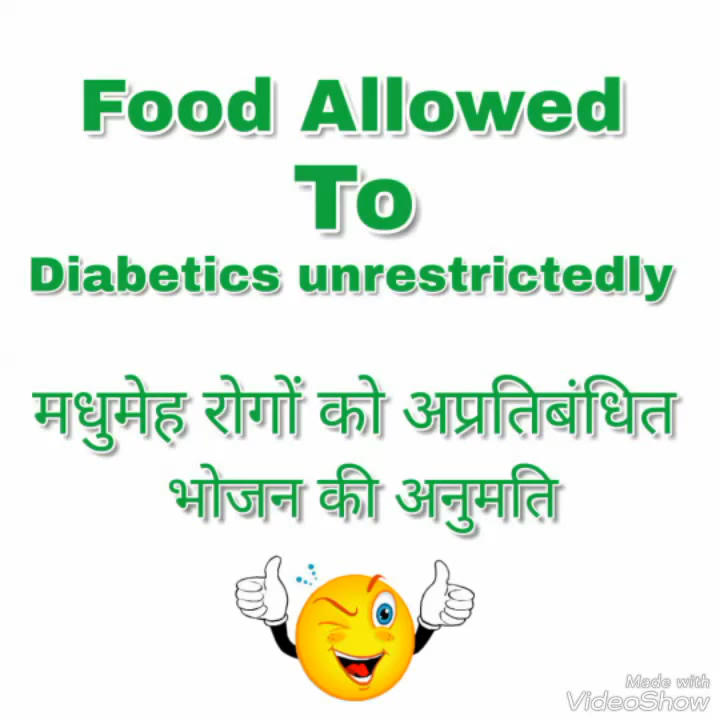 Food Allowed
To
Diabetics unrestrictedly
मधुमेह रोगों को अप्रतिबंधित
भोजन की अनुमति
Made with
VideoShow